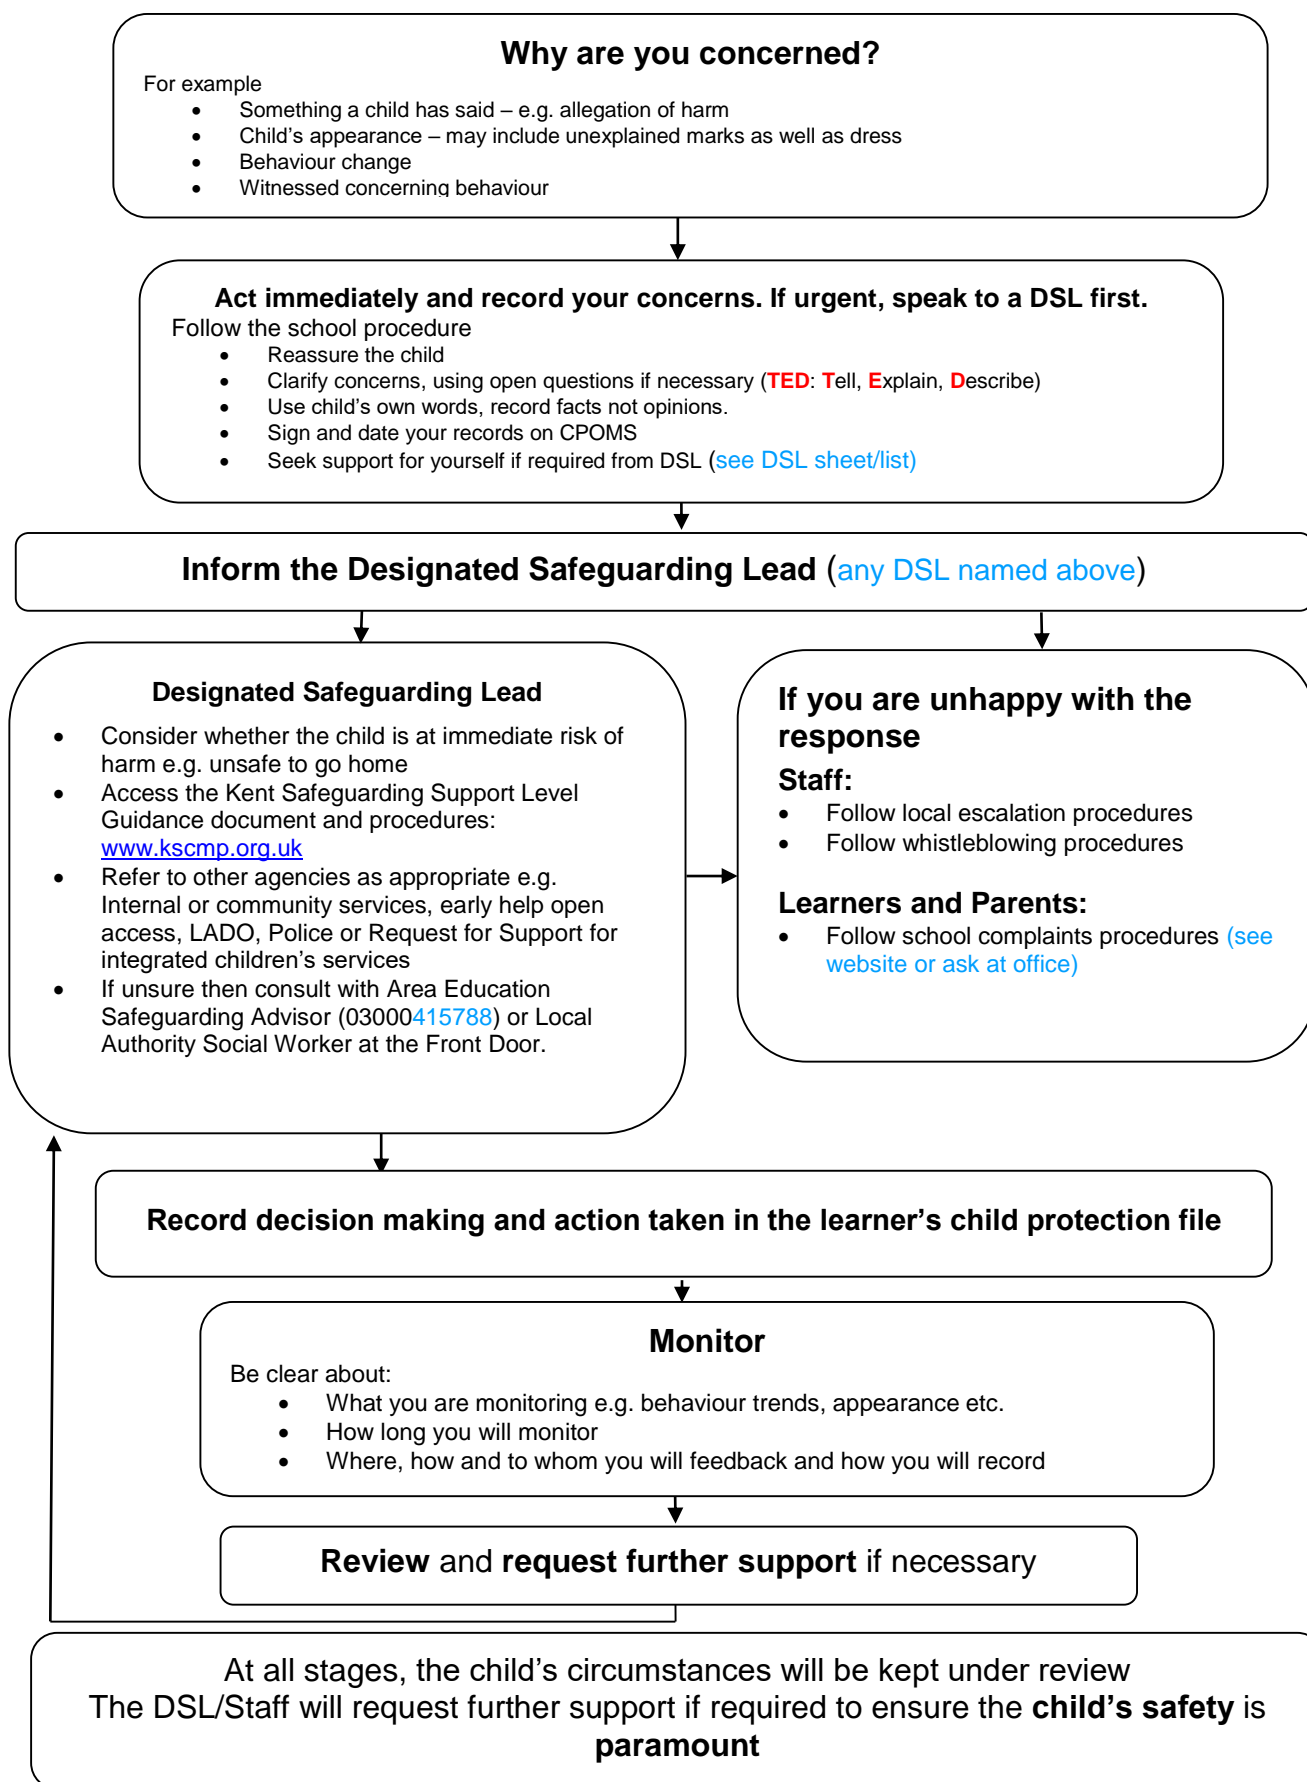 Why are you concerned?
For example
• Something a child has said – e.g. allegation of harm
• Child's appearance – may include unexplained marks as well as dress
• Behaviour change
• Witnessed concerning behaviour
Act immediately and record your concerns. If urgent, speak to a DSL first.
Follow the school procedure
• Reassure the child
• Clarify concerns, using open questions if necessary (TED: Tell, Explain, Describe)
• Use child's own words, record facts not opinions.
• Sign and date your records on CPOMS
• Seek support for yourself if required from DSL (see DSL sheet/list)
Inform the Designated Safeguarding Lead (any DSL named above)
Designated Safeguarding Lead
• Consider whether the child is at immediate risk of
harm e.g. unsafe to go home
• Access the Kent Safeguarding Support Level
Guidance document and procedures:
www.kscmp.org.uk
• Refer to other agencies as appropriate e.g.
Internal or community services, early help open
access, LADO, Police or Request for Support for
integrated children's services
• If unsure then consult with Area Education
Safeguarding Advisor (03000415788) or Local
Authority Social Worker at the Front Door.
If you are unhappy with the
response
Staff:
• Follow local escalation procedures
• Follow whistleblowing procedures
Learners and Parents:
• Follow school complaints procedures (see
website or ask at office)
Record decision making and action taken in the learner's child protection file
Monitor
Be clear about:
• What you are monitoring e.g. behaviour trends, appearance etc.
• How long you will monitor
• Where, how and to whom you will feedback and how you will record
Review and request further support if necessary
At all stages, the child's circumstances will be kept under review
The DSL/Staff will request further support if required to ensure the child's safety is
paramount